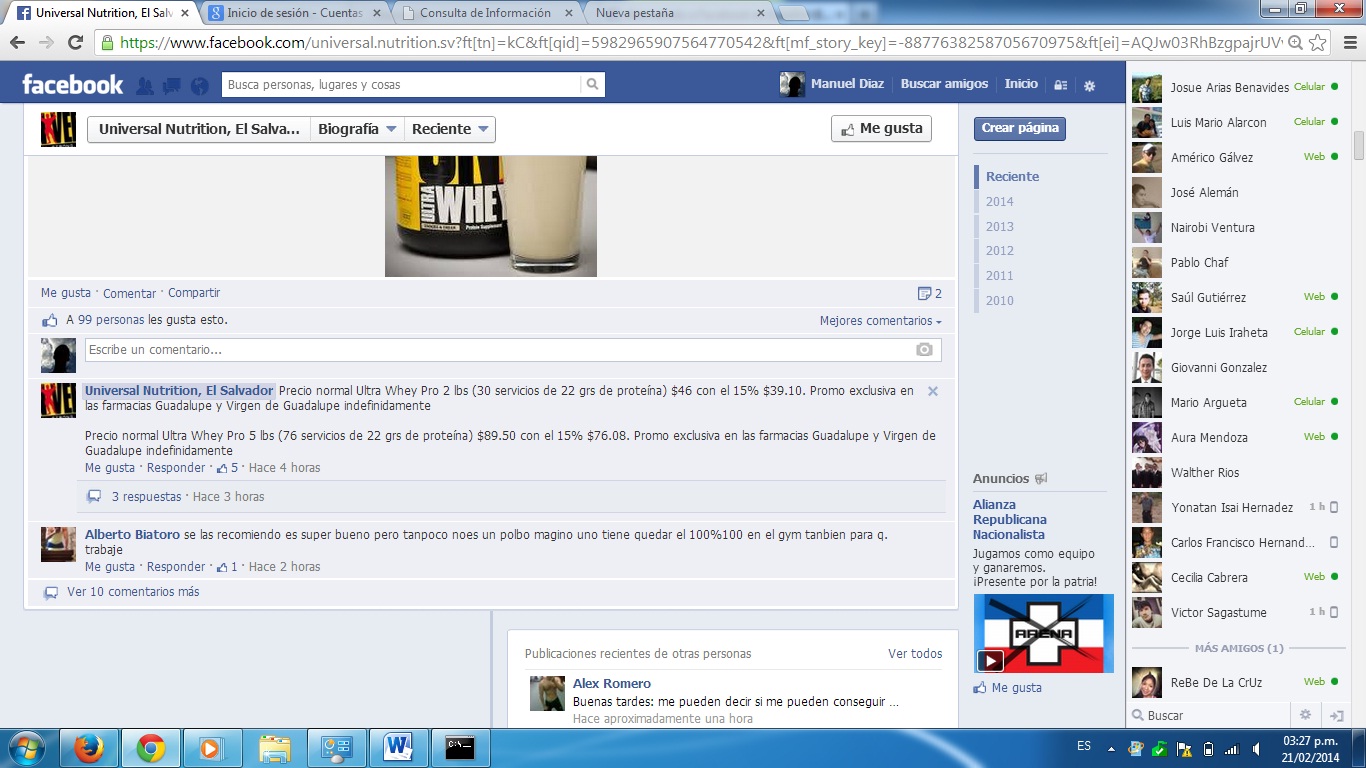 Universal Nutrition, El Salv
Inicio de sesión - Cuentas
Consulta de Información
Nueva pestaña
https://www.facebook.com/universal.nutrition.sv?ft[tn]=kC&ft[qid]=5982965907564770542&ft[mf_story_key]=-8877638258705670975&ft[ei]=AQJw03RhBzgpajrUV
facebook
Busca personas, lugares y cosas
Manuel Diaz
Buscar amigos
Inicio
Universal Nutrition, El Salva...
Biografía
Reciente
Me gusta
ULTRA
WHEY
Protein Supplement
Me gusta · Comentar · Compartir
2
A 99 personas les gusta esto.
Mejores comentarios
Escribe un comentario...
Universal Nutrition, El Salvador Precio normal Ultra Whey Pro 2 lbs (30 servicios de 22 grs de proteína) $46 con el 15% $39.10. Promo exclusiva en
las farmacias Guadalupe y Virgen de Guadalupe indefinidamente
Precio normal Ultra Whey Pro 5 lbs (76 servicios de 22 grs de proteína) $89.50 con el 15% $76.08. Promo exclusiva en las farmacias Guadalupe y Virgen de
Guadalupe indefinidamente
Me gusta · Responder · 5 · Hace 4 horas
3 respuestas · Hace 3 horas
Alberto Biatoro se las recomiendo es super bueno pero tanpoco noes un polbo magino uno tiene quedar el 100%100 en el gym tanbien para q.
trabaje
Me gusta · Responder · 1 · Hace 2 horas
Ver 10 comentarios más
Publicaciones recientes de otras personas
Ver todos
Alex Romero
Buenas tardes: me pueden decir si me pueden conseguir ...
Hace aproximadamente una hora
Crear página
Reciente
2014
2013
2012
2011
2010
Anuncios
Alianza
Republicana
Nacionalista
Jugamos como equipo
y ganaremos.
¡Presente por la patria!
ARENA
Me gusta
Josue Arias Benavides Celular
Luis Mario Alarcon Celular
Américo Gálvez Web
José Alemán
Nairobi Ventura
Pablo Chaf
Saúl Gutiérrez Web
Jorge Luis Iraheta Celular
Giovanni Gonzalez
Mario Argueta Celular
Aura Mendoza Web
Walther Rios
Yonatan Isai Hernadez 1 h
Carlos Francisco Hernand...
Cecilia Cabrera Web
Victor Sagastume 1 h
MÁS AMIGOS (1)
ReBe De La CrUz Web
Buscar
ES
03:27 p.m.
21/02/2014